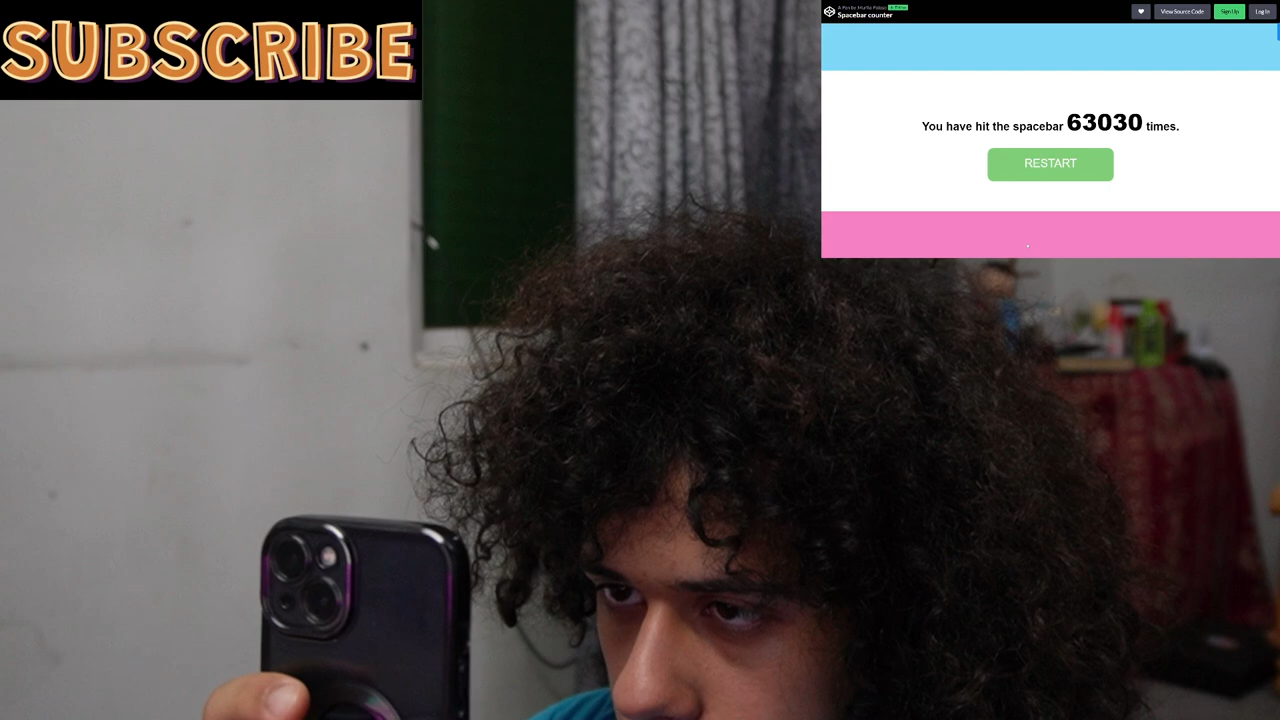 SUBSCRIBE
Spacebar counter
View Source Code
Sign Up
Log In
You have hit the spacebar 63030 times.
RESTART